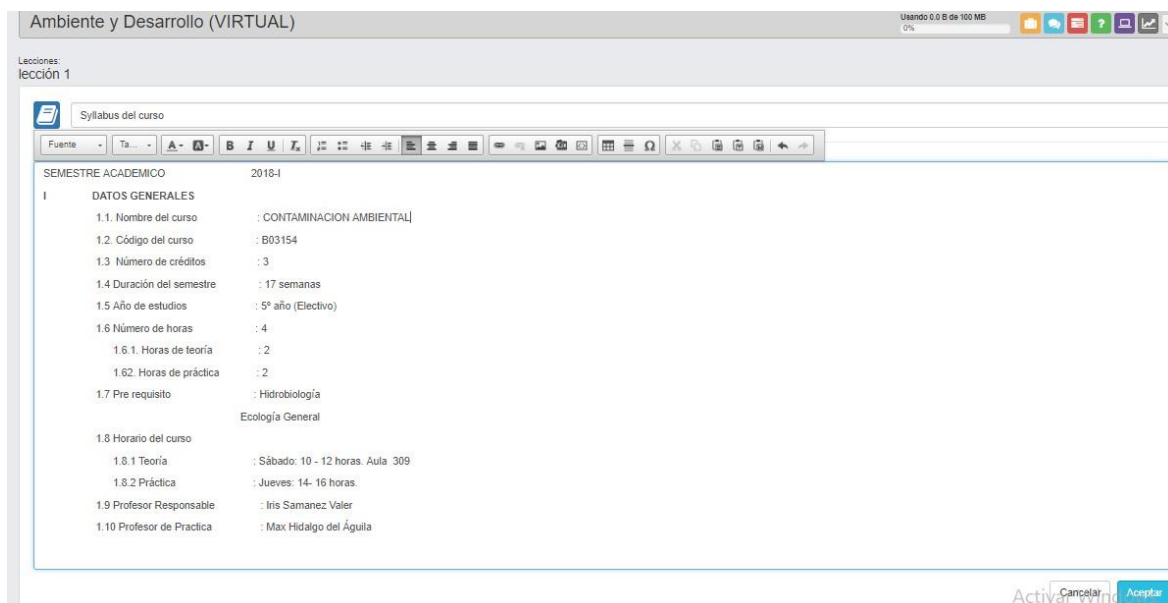 Ambiente y Desarrollo (VIRTUAL)
Usando 0.0 B de 100 MB
0%
Lecciones:
lección 1
Syllabus del curso
Fuente
Ta...
SEMESTRE ACADEMICO 2018-I
I DATOS GENERALES
1.1. Nombre del curso : CONTAMINACION AMBIENTAL
1.2. Código del curso : B03154
1.3 Número de créditos : 3
1.4 Duración del semestre : 17 semanas
1.5 Año de estudios : 5º año (Electivo)
1.6 Número de horas : 4
1.6.1. Horas de teoría : 2
1.62. Horas de práctica : 2
1.7 Pre requisito : Hidrobiología
Ecología General
1.8 Horario del curso
1.8.1 Teoría : Sábado: 10 - 12 horas. Aula 309
1.8.2 Práctica : Jueves: 14- 16 horas.
1.9 Profesor Responsable : Iris Samanez Valer
1.10 Profesor de Practica : Max Hidalgo del Águila
Cancelar Aceptar